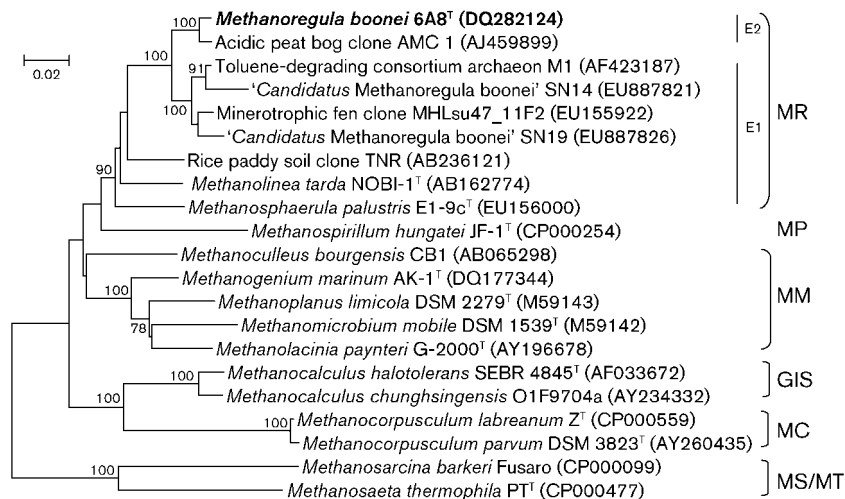 100
Methanoregula boonei 6A8ᵀ (DQ282124)
E2
Acidic peat bog clone AMC 1 (AJ459899)
0.02
100
91
Toluene-degrading consortium archaeon M1 (AF423187)
'Candidatus Methanoregula boonei' SN14 (EU887821)
100
Minerotrophic fen clone MHLsu47_11F2 (EU155922)
MR
E1
'Candidatus Methanoregula boonei' SN19 (EU887826)
Rice paddy soil clone TNR (AB236121)
90
Methanolinea tarda NOBI-1ᵀ (AB162774)
Methanosphaerula palustris E1-9cᵀ (EU156000)
Methanospirillum hungatei JF-1ᵀ (CP000254)
MP
Methanoculleus bourgensis CB1 (AB065298)
100
Methanogenium marinum AK-1ᵀ (DQ177344)
Methanoplanus limicola DSM 2279ᵀ (M59143)
MM
78
Methanomicrobium mobile DSM 1539ᵀ (M59142)
Methanolacinia paynteri G-2000ᵀ (AY196678)
100
Methanocalculus halotolerans SEBR 4845ᵀ (AF033672)
GIS
Methanocalculus chunghsingensis O1F9704a (AY234332)
100
100
Methanocorpusculum labreanum Zᵀ (CP000559)
MC
Methanocorpusculum parvum DSM 3823ᵀ (AY260435)
100
Methanosarcina barkeri Fusaro (CP000099)
MS/MT
Methanosaeta thermophila PTᵀ (CP000477)